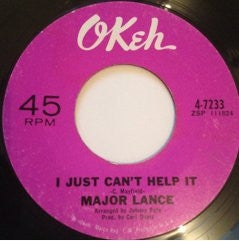 OKeh
45
RPM
4-7233
ZSP 111824
I JUST CAN'T HELP IT
-C. Mayfield-
MAJOR LANCE
Arranged by Johnny Pate
Prod. by Carl Davis